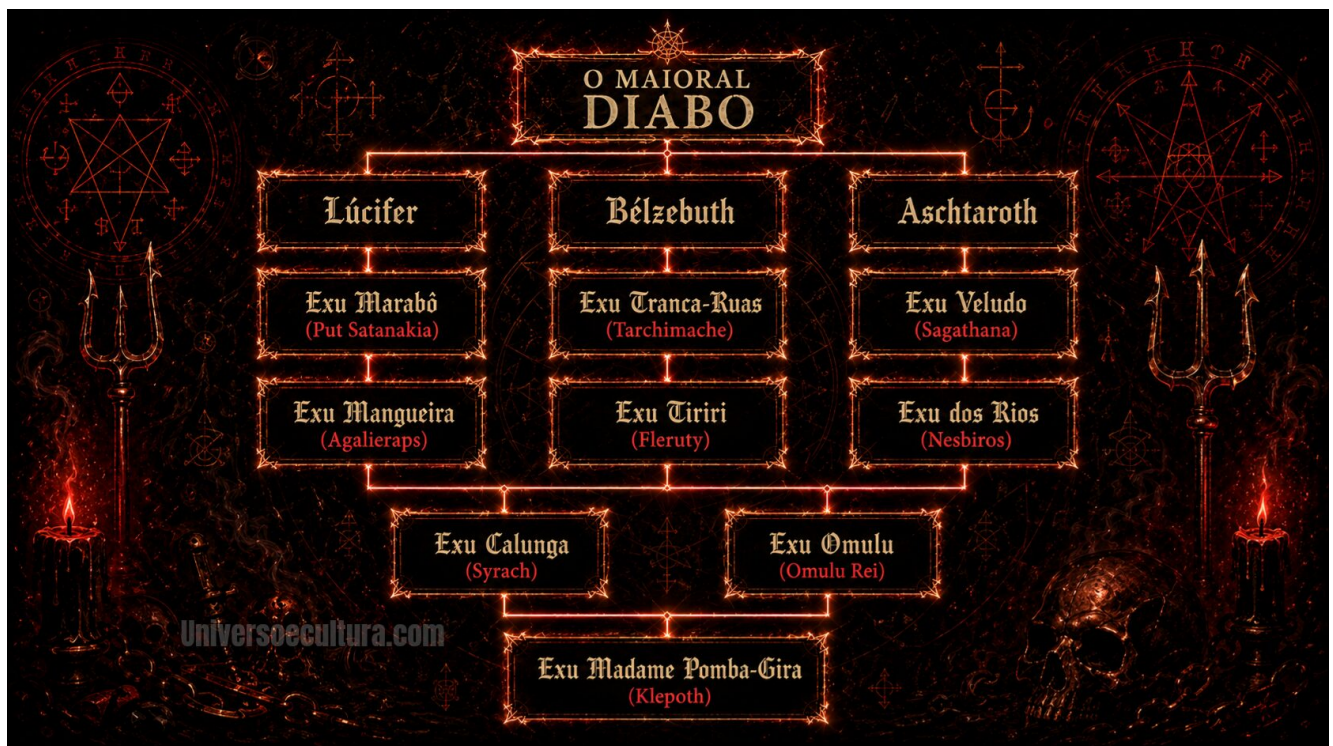 O MAIORAL
DIABO
Lúcifer
Bélzebuth
Aschtaroth
Exu Marabô
(Put Satanakia)
Exu Tranca-Ruas
(Tarchimache)
Exu Veludo
(Sagathana)
Exu Mangueira
(Agalieraps)
Exu Tiriri
(Fleruty)
Exu dos Rios
(Nesbiros)
Exu Calunga
(Syrach)
Exu Omulu
(Omulu Rei)
Universoecultura.com
Exu Madame Pomba-Gira
(Klepoth)